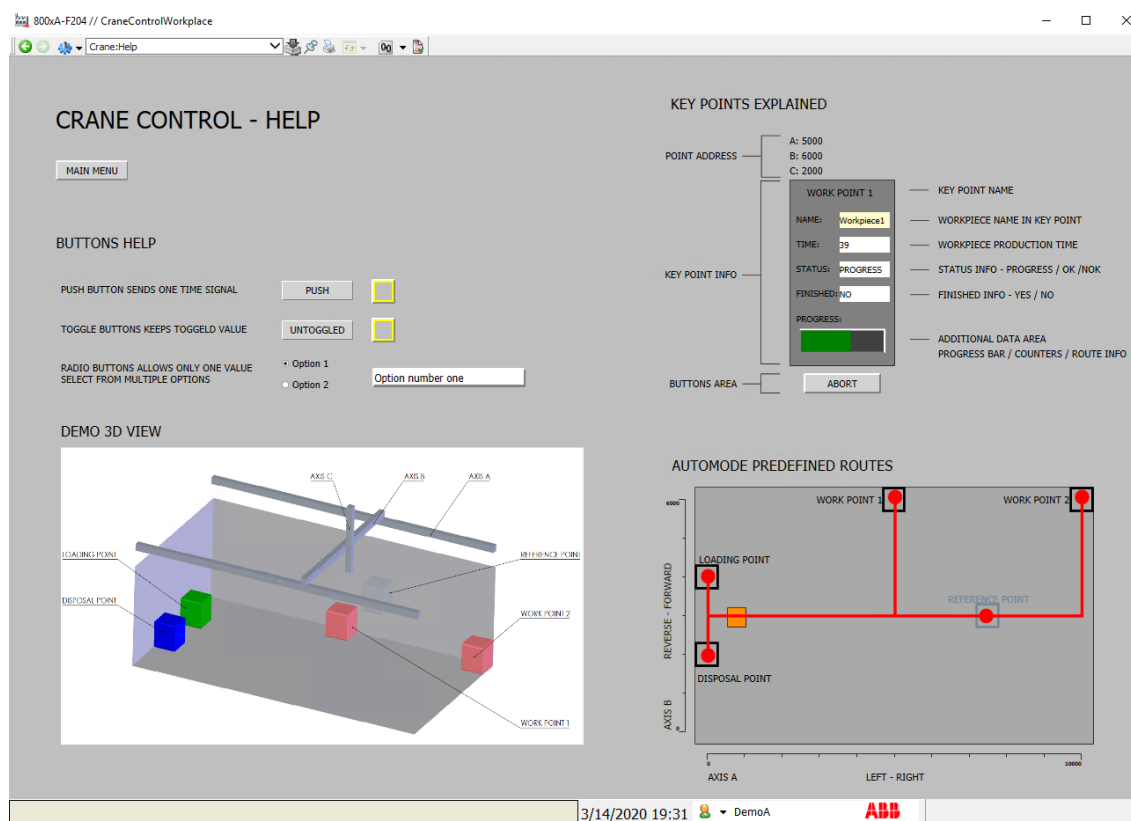 800xA-F204 // CraneControlWorkplace
Crane:Help
CRANE CONTROL - HELP
MAIN MENU
BUTTONS HELP
PUSH BUTTON SENDS ONE TIME SIGNAL
PUSH
TOGGLE BUTTONS KEEPS TOGGELD VALUE
UNTOGGLED
RADIO BUTTONS ALLOWS ONLY ONE VALUE
SELECT FROM MULTIPLE OPTIONS
Option 1
Option 2
Option number one
DEMO 3D VIEW
AXIS C
AXIS B
AXIS A
LOADING POINT
REFERENCE POINT
DISPOSAL POINT
WORK POINT 2
WORK POINT 1
KEY POINTS EXPLAINED
POINT ADDRESS
A: 5000
B: 6000
C: 2000
KEY POINT INFO
WORK POINT 1
NAME: Workpiece1
TIME: 39
STATUS: PROGRESS
FINISHED: NO
PROGRESS:
KEY POINT NAME
WORKPIECE NAME IN KEY POINT
WORKPIECE PRODUCTION TIME
STATUS INFO - PROGRESS / OK /NOK
FINISHED INFO - YES / NO
ADDITIONAL DATA AREA
PROGRESS BAR / COUNTERS / ROUTE INFO
BUTTONS AREA
ABORT
AUTOMODE PREDEFINED ROUTES
6000
WORK POINT 1
WORK POINT 2
LOADING POINT
REFERENCE POINT
DISPOSAL POINT
REVERSE - FORWARD
AXIS B
0
0
10000
AXIS A
LEFT - RIGHT
3/14/2020 19:31
DemoA
ABB